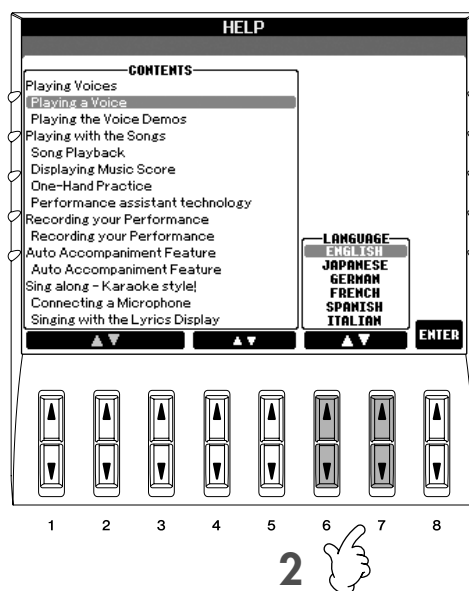 HELP
CONTENTS
Playing Voices
Playing a Voice
Playing the Voice Demos
Playing with the Songs
Song Playback
Displaying Music Score
One-Hand Practice
Performance assistant technology
Recording your Performance
Recording your Performance
Auto Accompaniment Feature
Auto Accompaniment Feature
Sing along - Karaoke style!
Connecting a Microphone
Singing with the Lyrics Display
LANGUAGE
ENGLISH
JAPANESE
GERMAN
FRENCH
SPANISH
ITALIAN
ENTER
1 2 3 4 5 6 7 8
2